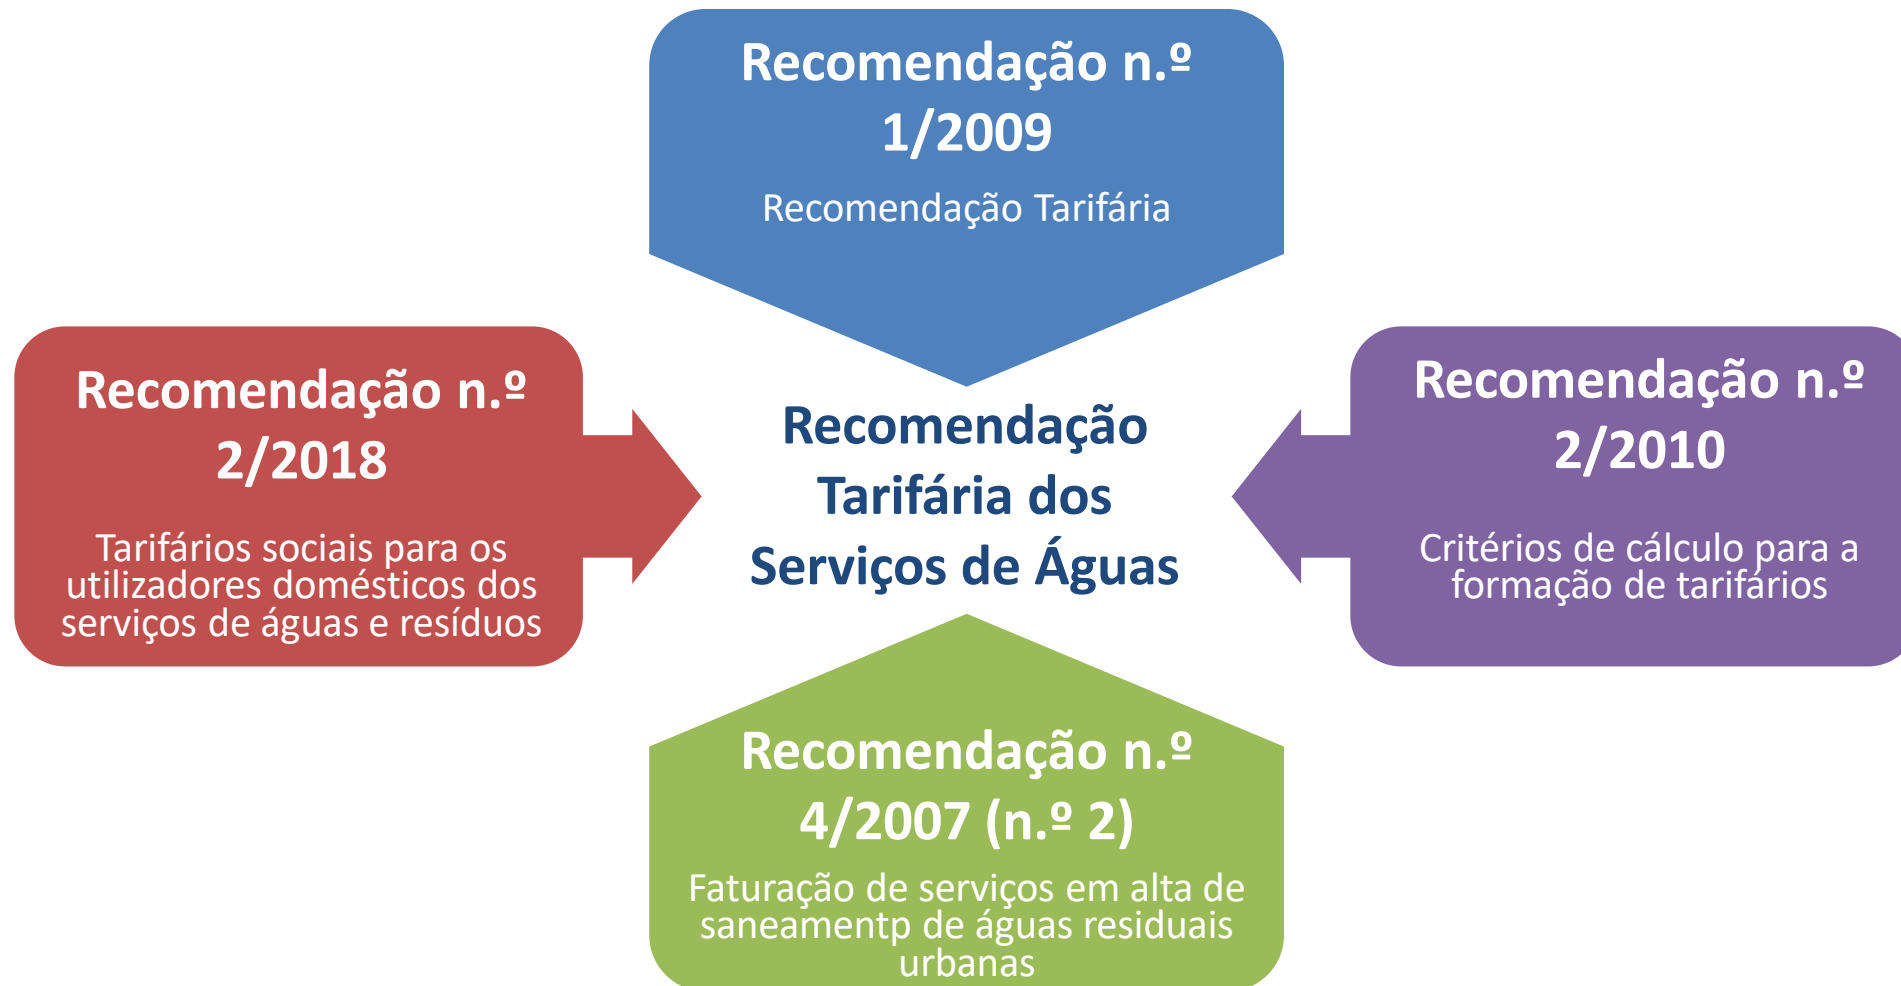 Recomendação n.º
1/2009
Recomendação Tarifária
Recomendação n.º
2/2018
Tarifários sociais para os
utilizadores domésticos dos
serviços de águas e resíduos
Recomendação
Tarifária dos
Serviços de Águas
Recomendação n.º
2/2010
Critérios de cálculo para a
formação de tarifários
Recomendação n.º
4/2007 (n.º 2)
Faturação de serviços em alta de
saneamentp de águas residuais
urbanas